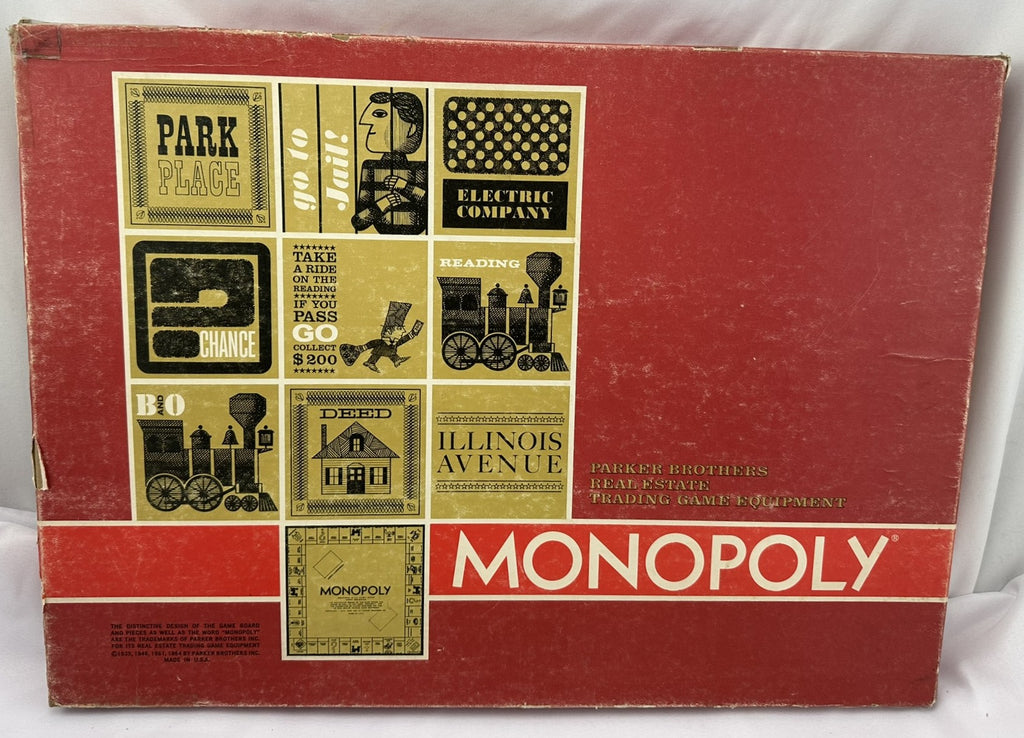 PARK
PLACE
go to
Jail!
ELECTRIC
COMPANY
CHANCE
TAKE
A RIDE
ON THE
READING
IF YOU
PASS
GO
COLLECT
$200
READING
B AND O
DEED
ILLINOIS
AVENUE
PARKER BROTHERS
REAL ESTATE
TRADING GAME EQUIPMENT
MONOPOLY
MONOPOLY®
THE DISTINCTIVE DESIGN OF THE GAME BOARD
AND PIECES AS WELL AS THE WORD "MONOPOLY"
ARE THE TRADEMARKS OF PARKER BROTHERS INC.
FOR ITS REAL ESTATE TRADING GAME EQUIPMENT
©1935, 1946, 1961, 1964 BY PARKER BROTHERS INC.
MADE IN U.S.A.